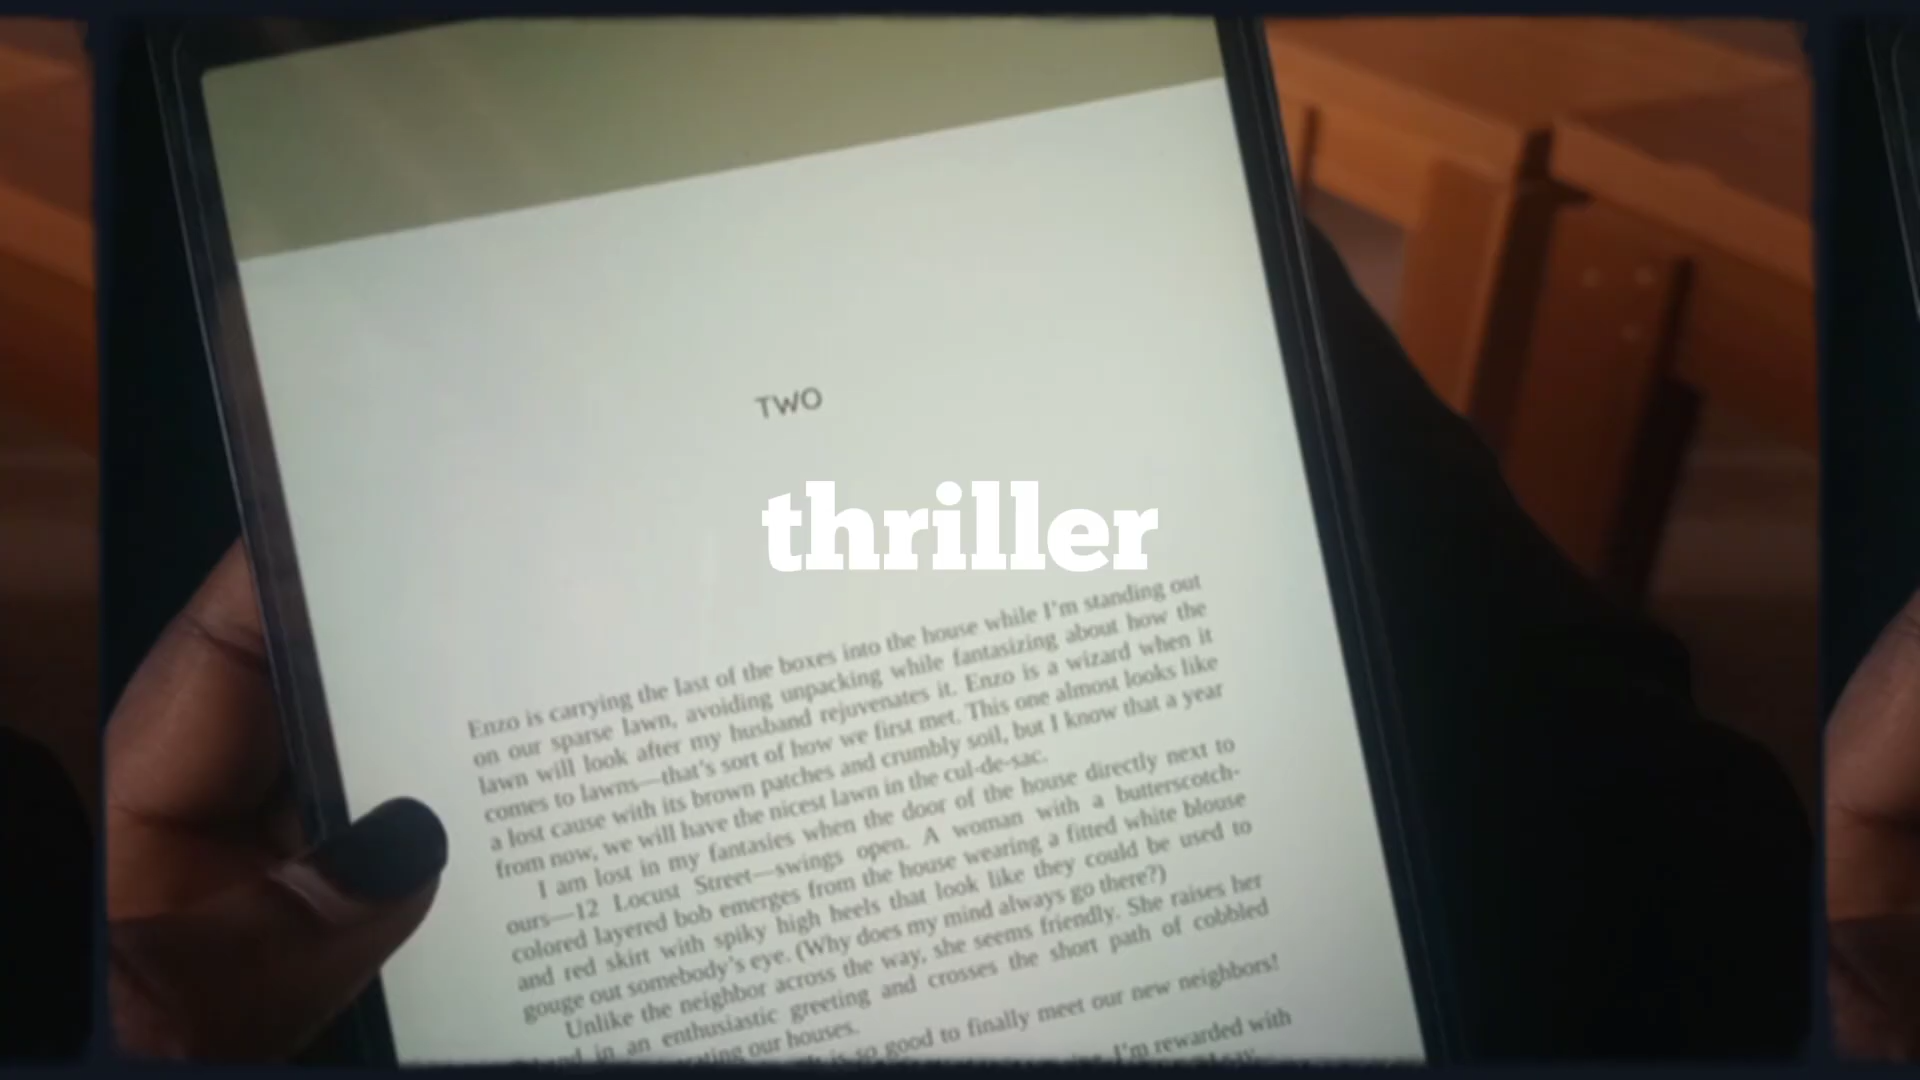 TWO
thriller
Enzo is carrying the last of the boxes into the house while I'm standing out
on our sparse lawn, avoiding unpacking while fantasizing about how the
lawn will look after my husband rejuvenates it. Enzo is a wizard when it
comes to lawns—that's sort of how we first met. This one almost looks like
a lost cause with its brown patches and crumbly soil, but I know that a year
from now, we will have the nicest lawn in the cul-de-sac.
I am lost in my fantasies when the door of the house directly next to
ours—12 Locust Street—swings open. A woman with a butterscotch-
colored layered bob emerges from the house wearing a fitted white blouse
and red skirt with spiky high heels that look like they could be used to
gouge out somebody's eye. (Why does my mind always go there?)
Unlike the neighbor across the way, she seems friendly. She raises her
in an enthusiastic greeting and crosses the short path of cobbled
our houses.
is so good to finally meet our new neighbors!
I'm rewarded with